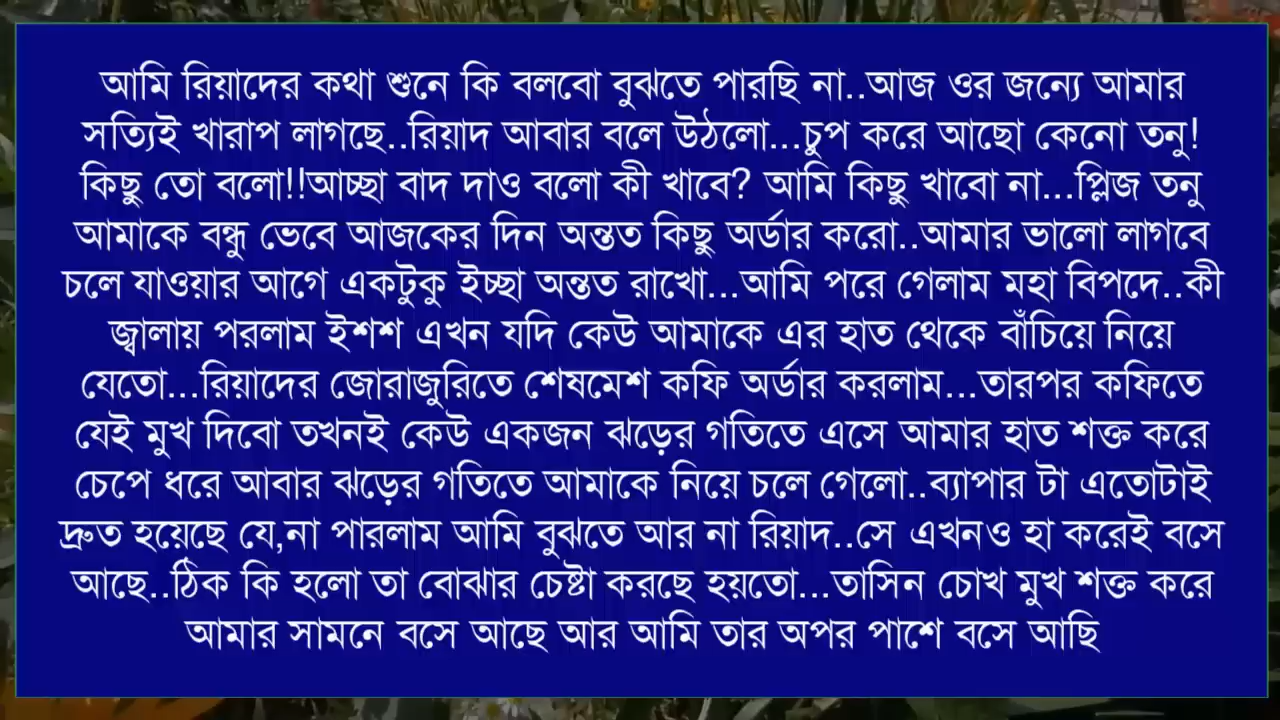 আমি রিয়াদের কথা শুনে কি বলবো বুঝতে পারছি না..আজ ওর জন্যে আমার
সত্যিই খারাপ লাগছে..রিয়াদ আবার বলে উঠলো...চুপ করে আছো কেনো তনু!
কিছু তো বলো!!আচ্ছা বাদ দাও বলো কী খাবে? আমি কিছু খাবো না...প্লিজ তনু
আমাকে বন্ধু ভেবে আজকের দিন অন্তত কিছু অর্ডার করো..আমার ভালো লাগবে
চলে যাওয়ার আগে একটুকু ইচ্ছা অন্তত রাখো...আমি পরে গেলাম মহা বিপদে..কী
জ্বালায় পরলাম ইশশ এখন যদি কেউ আমাকে এর হাত থেকে বাঁচিয়ে নিয়ে
যেতো...রিয়াদের জোরাজুরিতে শেষমেশ কফি অর্ডার করলাম...তারপর কফিতে
যেই মুখ দিবো তখনই কেউ একজন ঝড়ের গতিতে এসে আমার হাত শক্ত করে
চেপে ধরে আবার ঝড়ের গতিতে আমাকে নিয়ে চলে গেলো..ব্যাপার টা এতোটাই
দ্রুত হয়েছে যে,না পারলাম আমি বুঝতে আর না রিয়াদ..সে এখনও হা করেই বসে
আছে..ঠিক কি হলো তা বোঝার চেষ্টা করছে হয়তো...তাসিন চোখ মুখ শক্ত করে
আমার সামনে বসে আছে আর আমি তার অপর পাশে বসে আছি